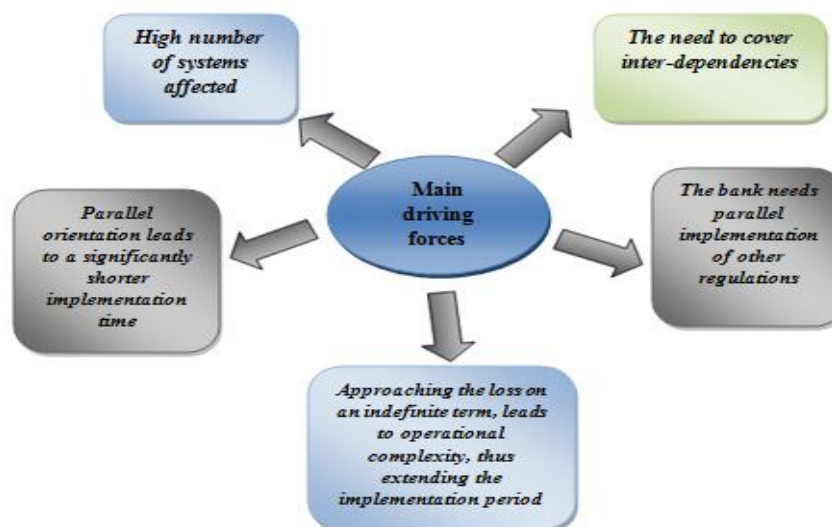 High number
of systems
affected
The need to cover
inter-dependencies
Main
driving
forces
Parallel
orientation leads
to a significantly
shorter
implementation
time
The bank needs
parallel
implementation
of other
regulations
Approaching the loss on
an indefinite term, leads
to operational
complexity, thus
extending the
implementation period